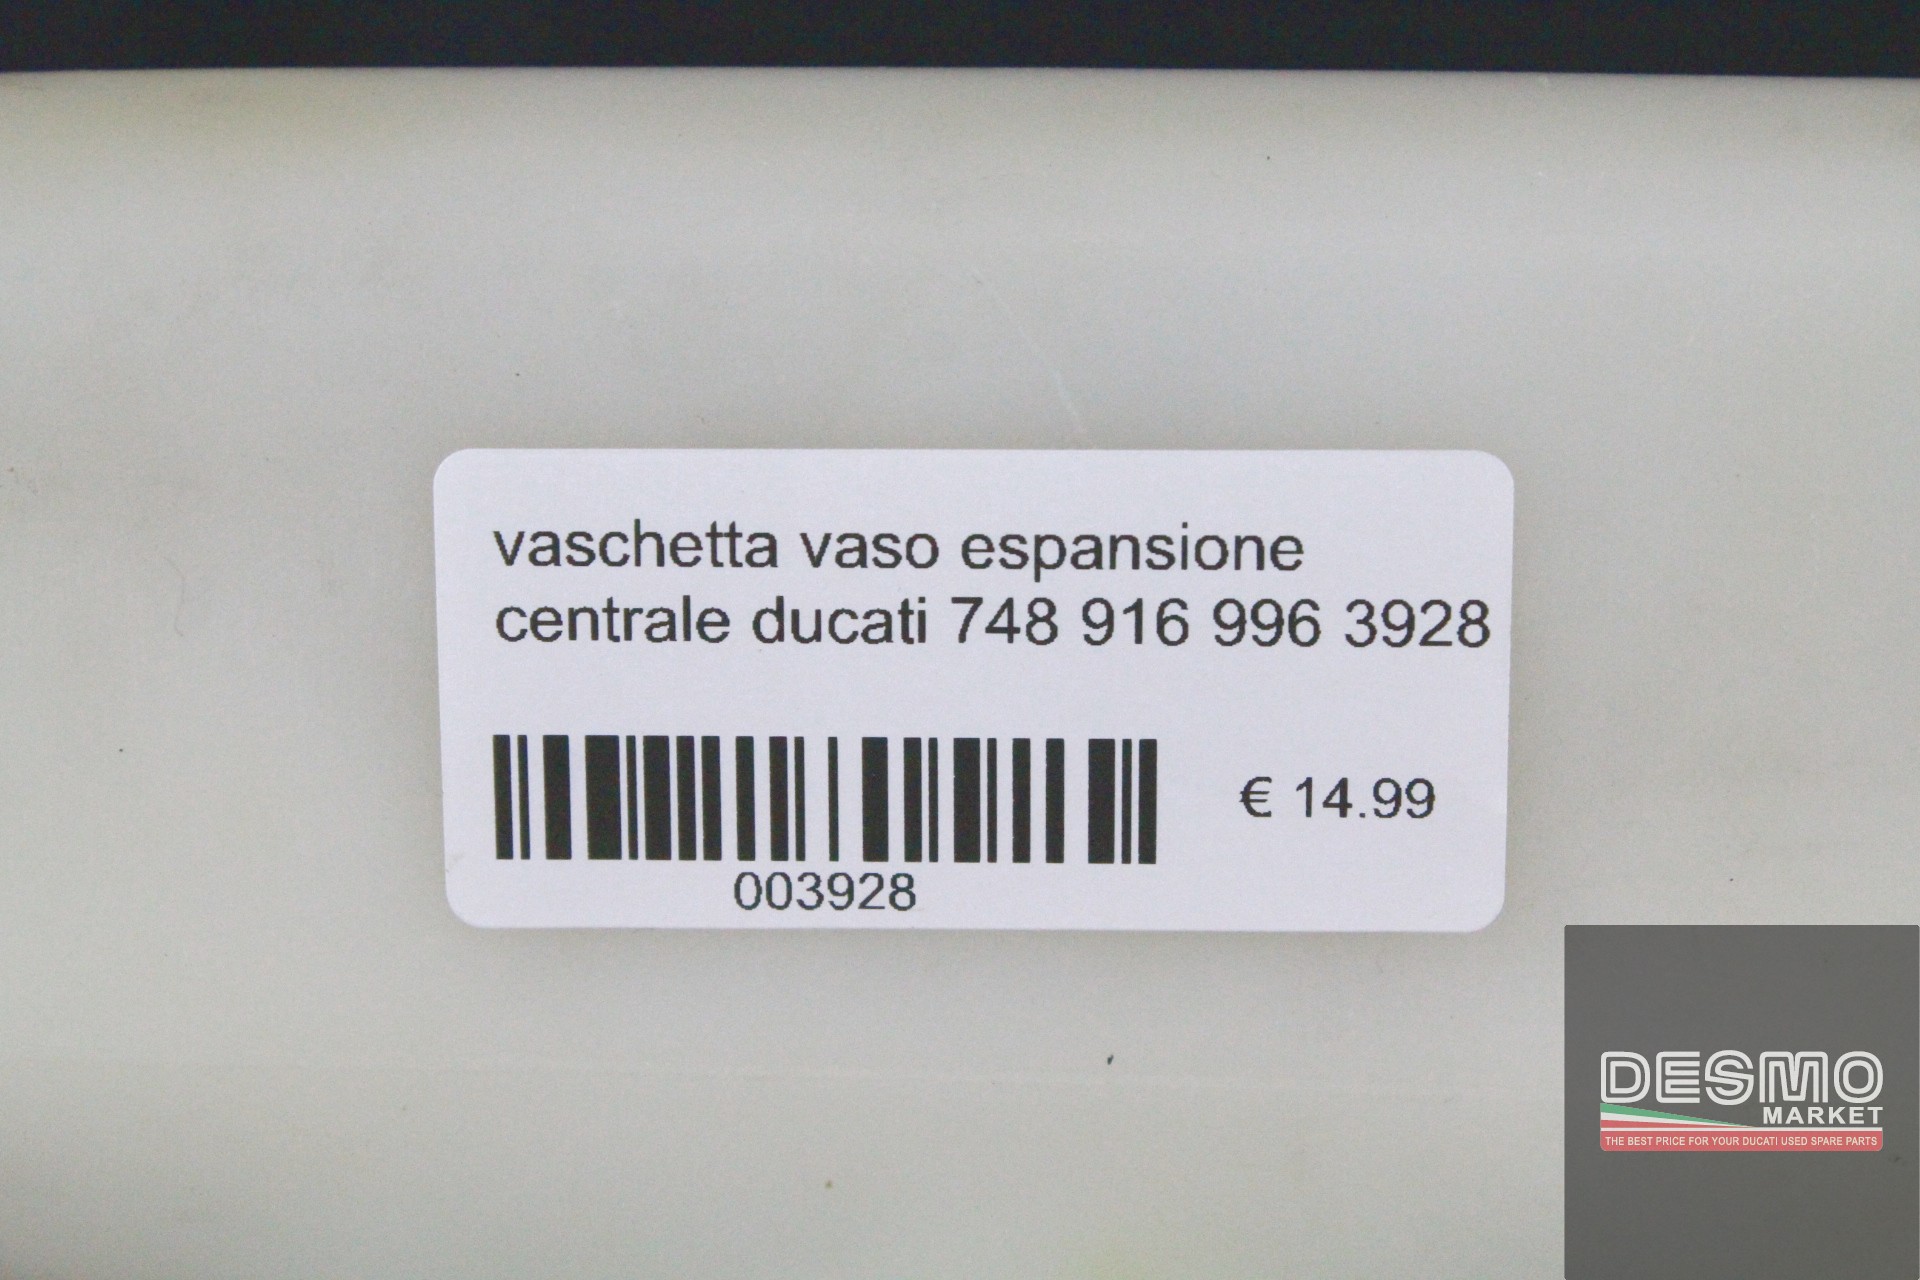 vaschetta vaso espansione
centrale ducati 748 916 996 3928
€ 14.99
003928
DESMO
MARKET
THE BEST PRICE FOR YOUR DUCATI USED SPARE PARTS